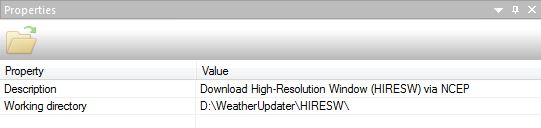 Properties
Property Value
Description Download High-Resolution Window (HIRESW) via NCEP
Working directory D:\WeatherUpdater\HIRESW\